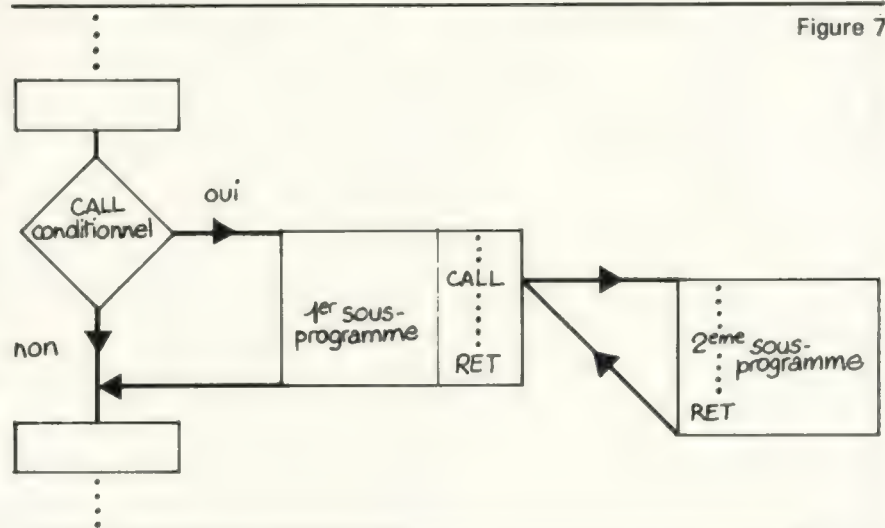 Figure 7
CALL
conditionnel
oui
non
1er sous-
programme
CALL
RET
2ème sous-
programme
RET